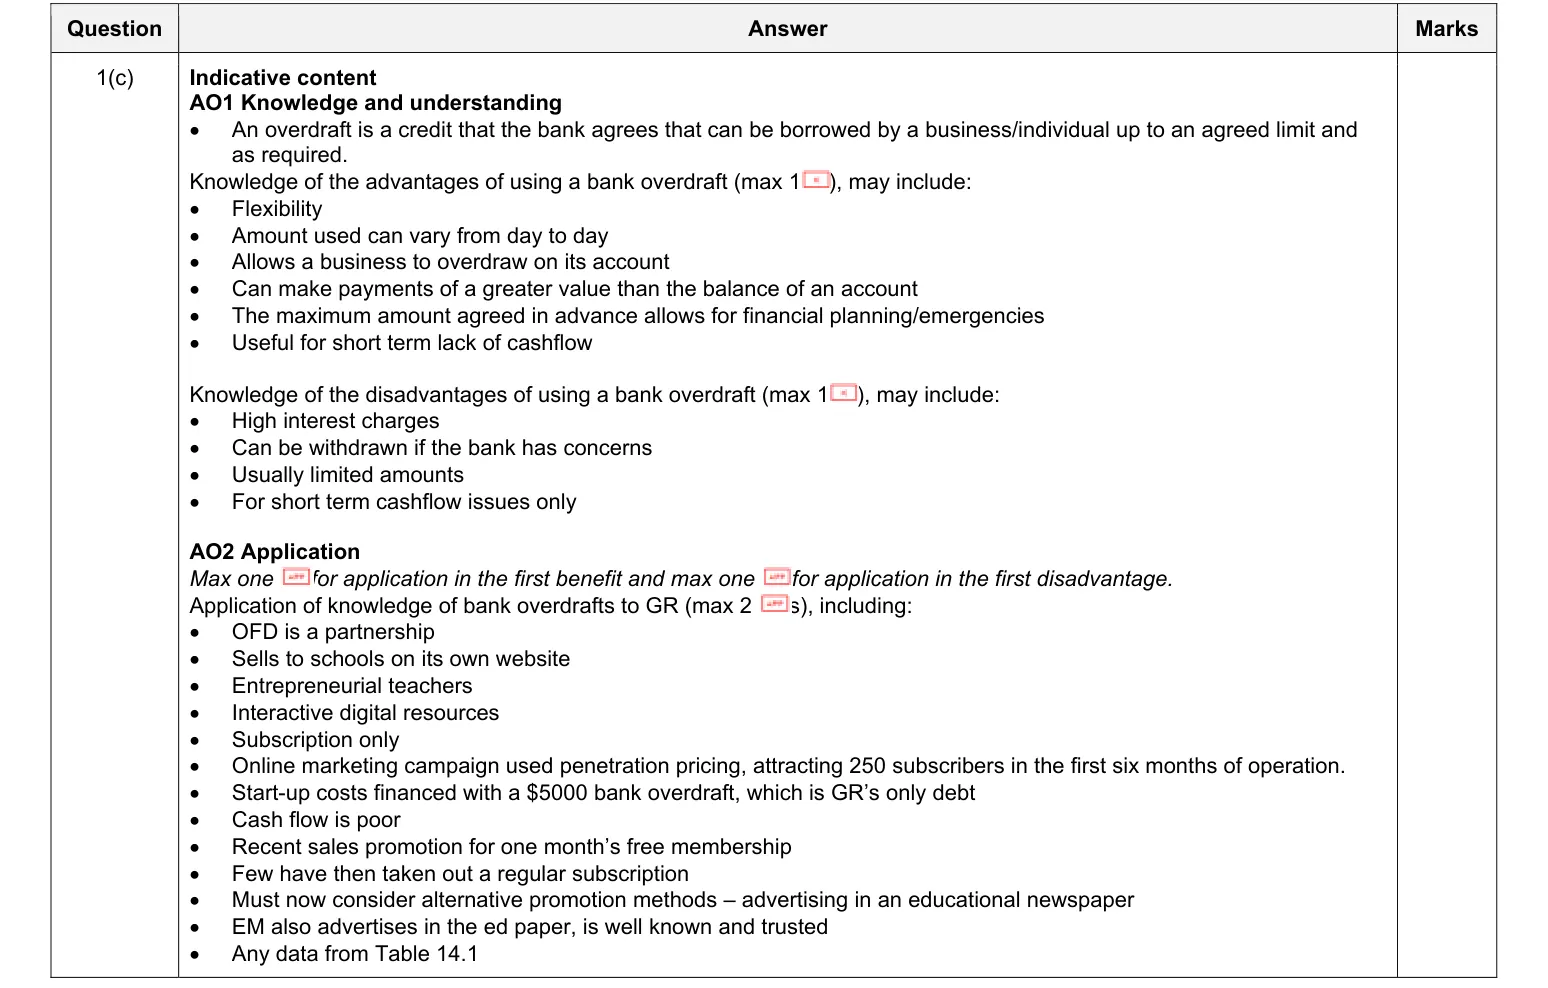 Question Answer Marks
1(c) Indicative content
AO1 Knowledge and understanding
• An overdraft is a credit that the bank agrees that can be borrowed by a business/individual up to an agreed limit and
as required.
Knowledge of the advantages of using a bank overdraft (max 1 ), may include:
• Flexibility
• Amount used can vary from day to day
• Allows a business to overdraw on its account
• Can make payments of a greater value than the balance of an account
• The maximum amount agreed in advance allows for financial planning/emergencies
• Useful for short term lack of cashflow
Knowledge of the disadvantages of using a bank overdraft (max 1 ), may include:
• High interest charges
• Can be withdrawn if the bank has concerns
• Usually limited amounts
• For short term cashflow issues only
AO2 Application
Max one for application in the first benefit and max one for application in the first disadvantage.
Application of knowledge of bank overdrafts to GR (max 2 s), including:
• OFD is a partnership
• Sells to schools on its own website
• Entrepreneurial teachers
• Interactive digital resources
• Subscription only
• Online marketing campaign used penetration pricing, attracting 250 subscribers in the first six months of operation.
• Start-up costs financed with a $5000 bank overdraft, which is GR’s only debt
• Cash flow is poor
• Recent sales promotion for one month’s free membership
• Few have then taken out a regular subscription
• Must now consider alternative promotion methods – advertising in an educational newspaper
• EM also advertises in the ed paper, is well known and trusted
• Any data from Table 14.1